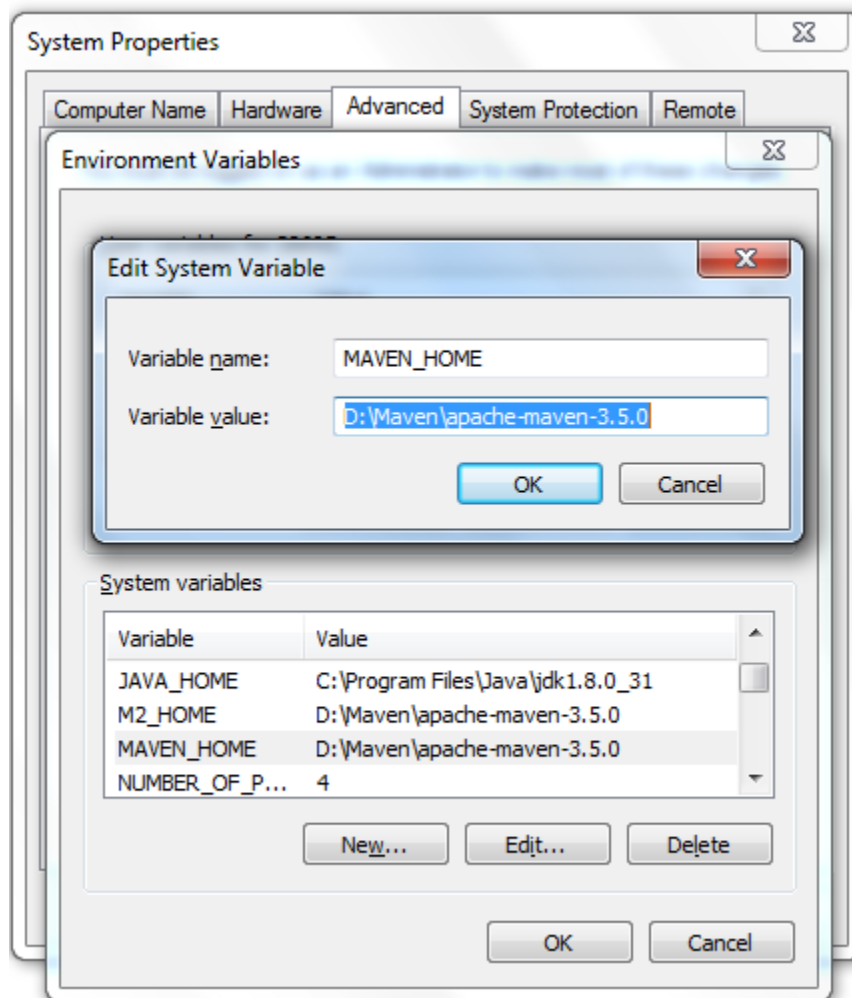 System Properties
Computer Name Hardware Advanced System Protection Remote
Environment Variables
Edit System Variable
Variable name: MAVEN_HOME
Variable value: D:\Maven\apache-maven-3.5.0
OK Cancel
System variables
Variable Value
JAVA_HOME C:\Program Files\Java\jdk1.8.0_31
M2_HOME D:\Maven\apache-maven-3.5.0
MAVEN_HOME D:\Maven\apache-maven-3.5.0
NUMBER_OF_P... 4
New... Edit... Delete
OK Cancel